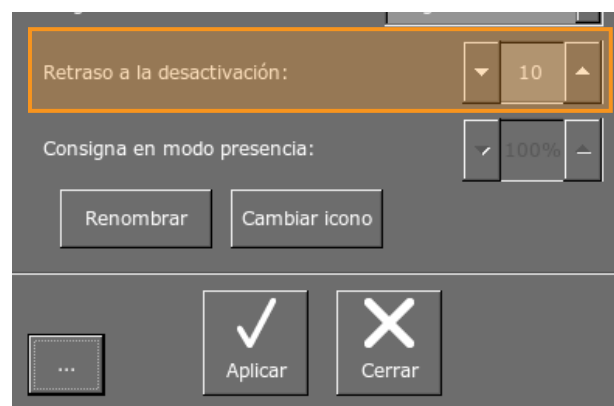 Retraso a la desactivación:
10
Consigna en modo presencia:
100%
Renombrar
Cambiar icono
...
Aplicar
Cerrar